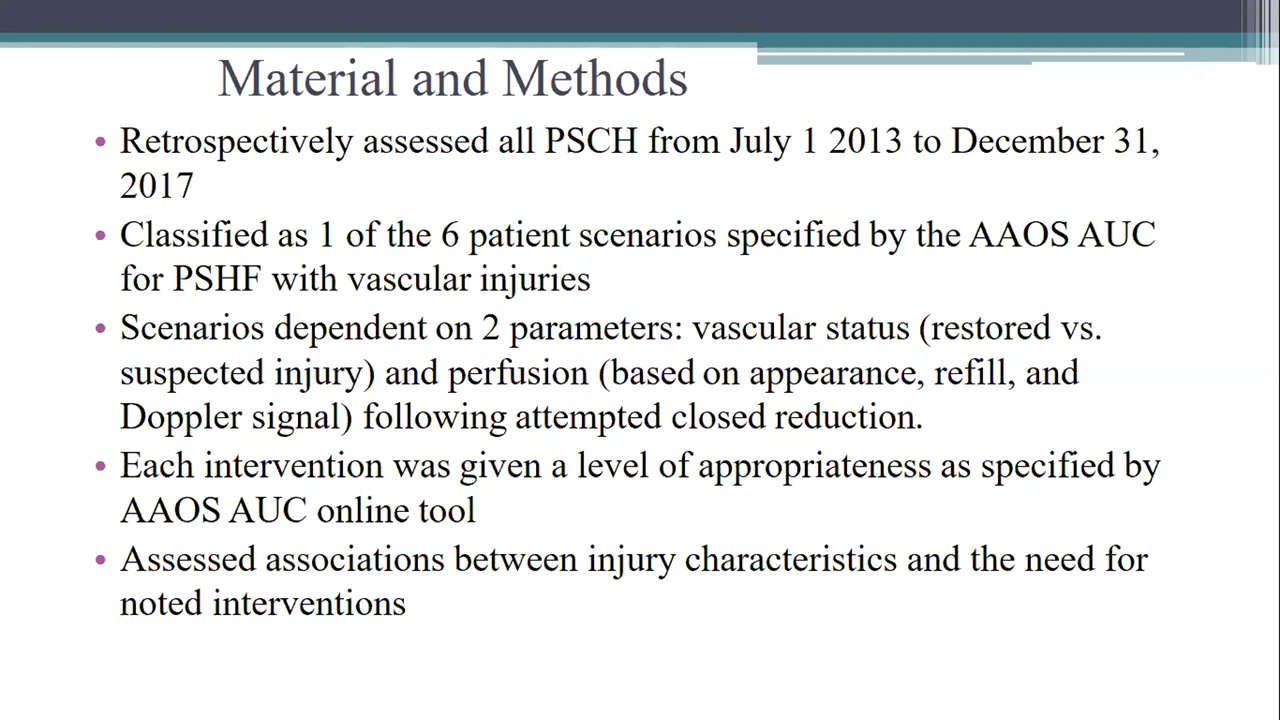 Material and Methods
• Retrospectively assessed all PSCH from July 1 2013 to December 31,
2017
• Classified as 1 of the 6 patient scenarios specified by the AAOS AUC
for PSHF with vascular injuries
• Scenarios dependent on 2 parameters: vascular status (restored vs.
suspected injury) and perfusion (based on appearance, refill, and
Doppler signal) following attempted closed reduction.
• Each intervention was given a level of appropriateness as specified by
AAOS AUC online tool
• Assessed associations between injury characteristics and the need for
noted interventions